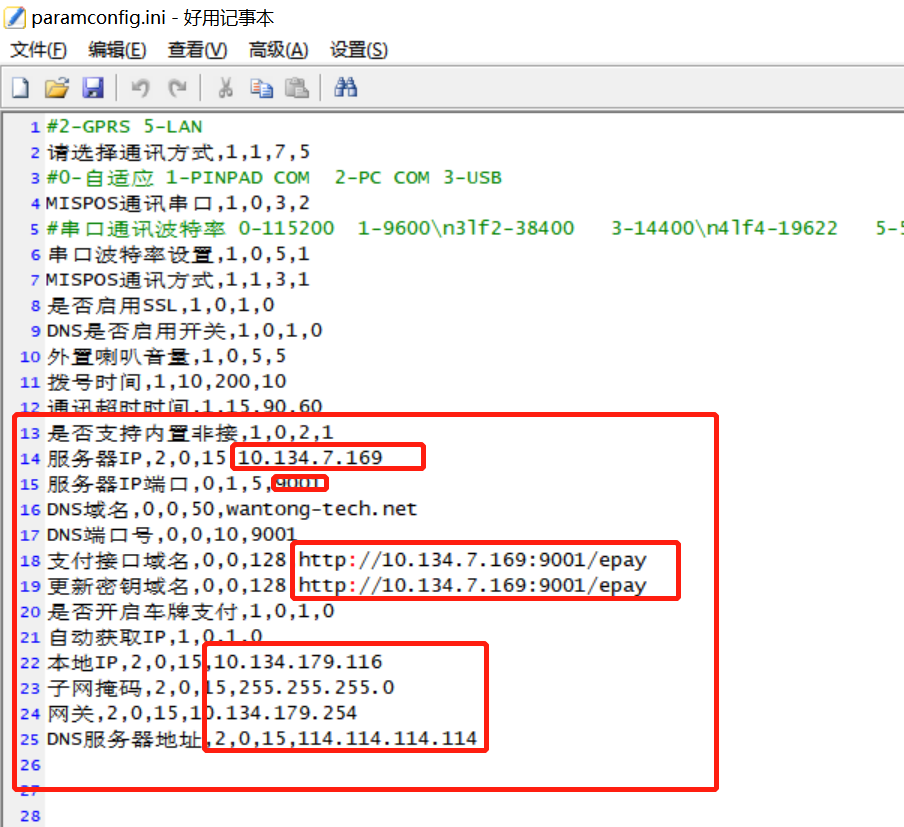 paramconfig.ini - 好用记事本
文件(F) 编辑(E) 查看(V) 高级(A) 设置(S)
1 #2-GPRS 5-LAN
2 请选择通讯方式,1,1,7,5
3 #0-自适应 1-PINPAD COM  2-PC COM 3-USB
4 MISPOS通讯串口,1,0,3,2
5 #串口通讯波特率 0-115200  1-9600\n3lf2-38400   3-14400\n4lf4-19622   5-5
6 串口波特率设置,1,0,5,1
7 MISPOS通讯方式,1,1,3,1
8 是否启用SSL,1,0,1,0
9 DNS是否启用开关,1,0,1,0
10 外置喇叭音量,1,0,5,5
11 拨号时间,1,10,200,10
12 通讯超时时间,1,15,90,60
13 是否支持内置非接,1,0,2,1
14 服务器IP,2,0,15 10.134.7.169
15 服务器IP端口,0,1,5,9001
16 DNS域名,0,0,50,wantong-tech.net
17 DNS端口号,0,0,10,9001
18 支付接口域名,0,0,128 http://10.134.7.169:9001/epay
19 更新密钥域名,0,0,128 http://10.134.7.169:9001/epay
20 是否开启车牌支付,1,0,1,0
21 自动获取IP,1,0,1,0
22 本地IP,2,0,15,10.134.179.116
23 子网掩码,2,0,15,255.255.255.0
24 网关,2,0,15,10.134.179.254
25 DNS服务器地址,2,0,15,114.114.114.114
26
27
28